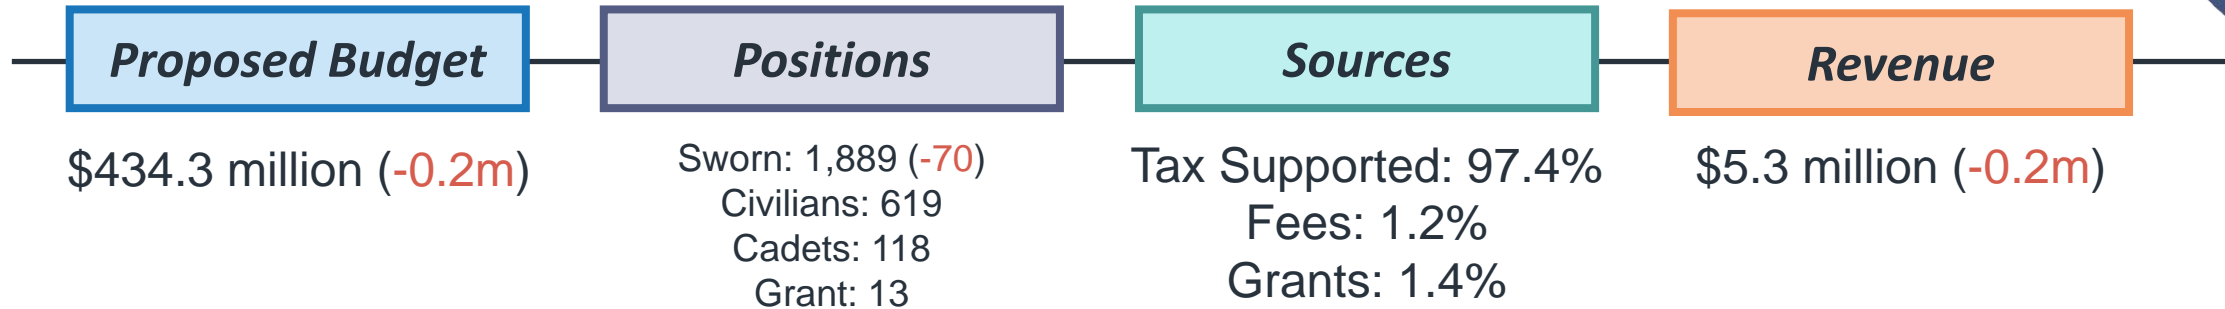 Proposed Budget
$434.3 million (-0.2m)
Positions
Sworn: 1,889 (-70)
Civilians: 619
Cadets: 118
Grant: 13
Sources
Tax Supported: 97.4%
Fees: 1.2%
Grants: 1.4%
Revenue
$5.3 million (-0.2m)